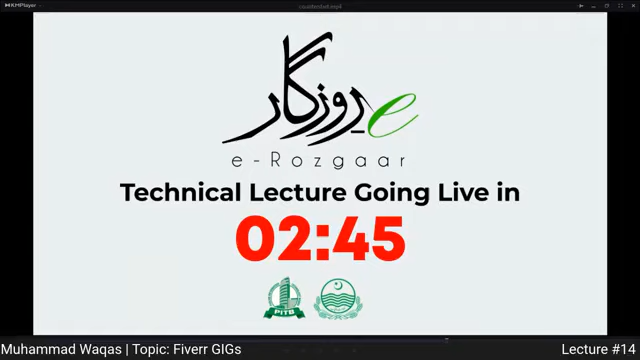 KMPlayer
روزگار e
e-Rozgaar
Technical Lecture Going Live in
02:45
PITB
Muhammad Waqas | Topic: Fiverr GIGs
Lecture #14